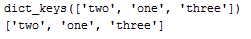 dict_keys(['two', 'one', 'three'])
['two', 'one', 'three']